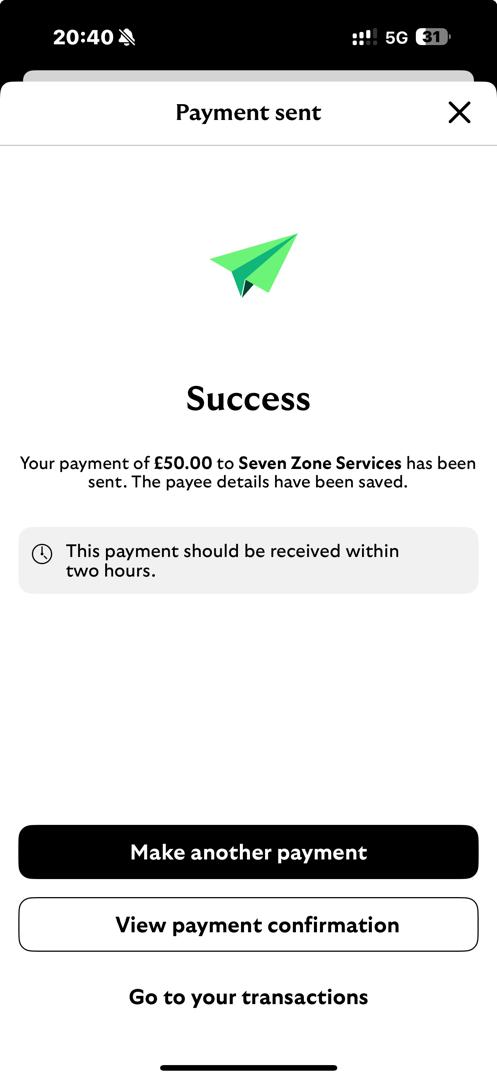 20:40
5G
31
Payment sent
Success
Your payment of £50.00 to Seven Zone Services has been
sent. The payee details have been saved.
This payment should be received within
two hours.
Make another payment
View payment confirmation
Go to your transactions